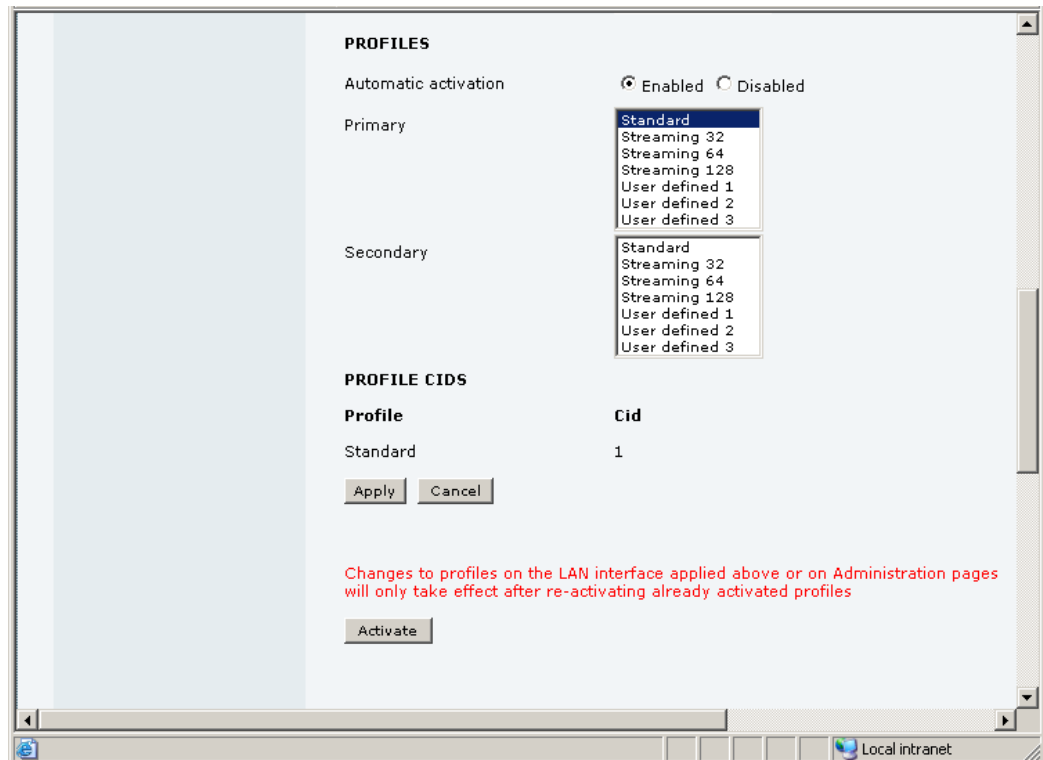 PROFILES
Automatic activation Enabled Disabled
Primary
Standard
Streaming 32
Streaming 64
Streaming 128
User defined 1
User defined 2
User defined 3
Secondary
Standard
Streaming 32
Streaming 64
Streaming 128
User defined 1
User defined 2
User defined 3
PROFILE CIDS
Profile Cid
Standard 1
Apply Cancel
Changes to profiles on the LAN interface applied above or on Administration pages
will only take effect after re-activating already activated profiles
Activate
Local intranet